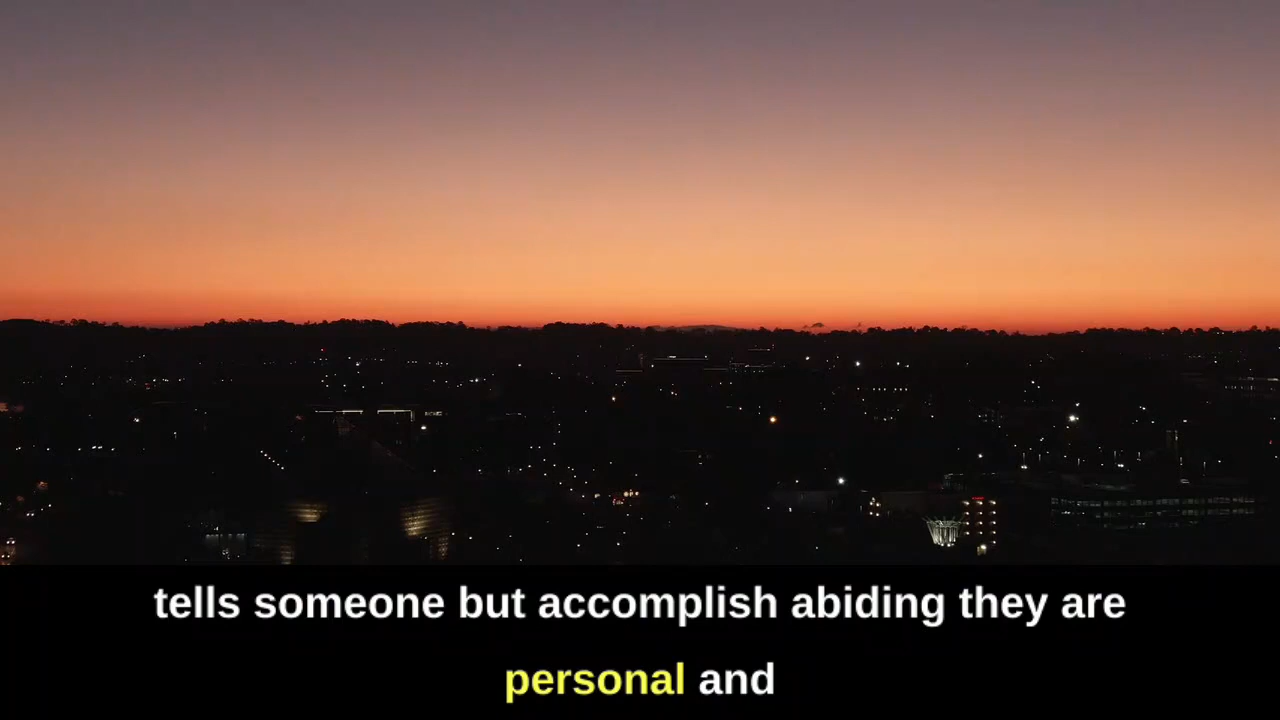 tells someone but accomplish abiding they are
personal and